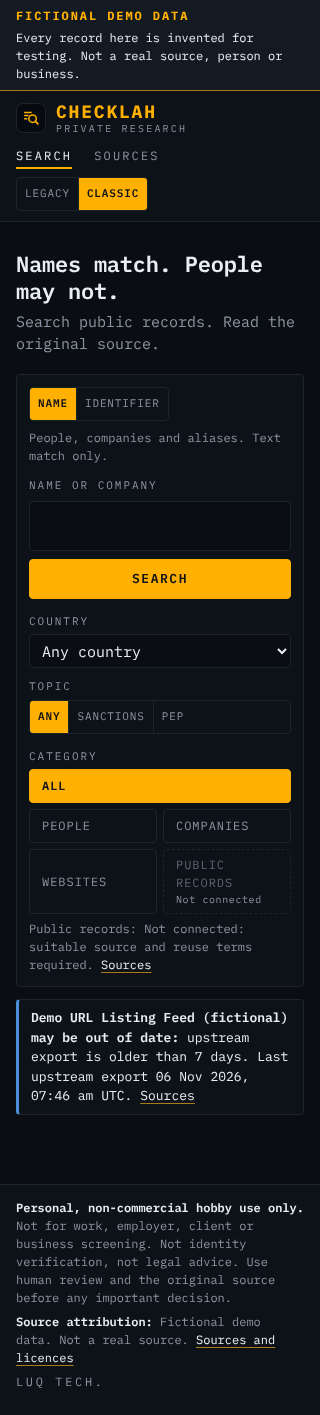 FICTIONAL DEMO DATA
Every record here is invented for
testing. Not a real source, person or
business.
CHECKLAH
PRIVATE RESEARCH
SEARCH SOURCES
LEGACY CLASSIC
Names match. People
may not.
Search public records. Read the
original source.
NAME IDENTIFIER
People, companies and aliases. Text
match only.
NAME OR COMPANY
SEARCH
COUNTRY
Any country
TOPIC
ANY SANCTIONS PEP
CATEGORY
ALL
PEOPLE COMPANIES
WEBSITES
PUBLIC
RECORDS
Not connected
Public records: Not connected:
suitable source and reuse terms
required. Sources
Demo URL Listing Feed (fictional)
may be out of date: upstream
export is older than 7 days. Last
upstream export 06 Nov 2026,
07:46 am UTC. Sources
Personal, non-commercial hobby use only.
Not for work, employer, client or
business screening. Not identity
verification, not legal advice. Use
human review and the original source
before any important decision.
Source attribution: Fictional demo
data. Not a real source. Sources and
licences
LUQ TECH.